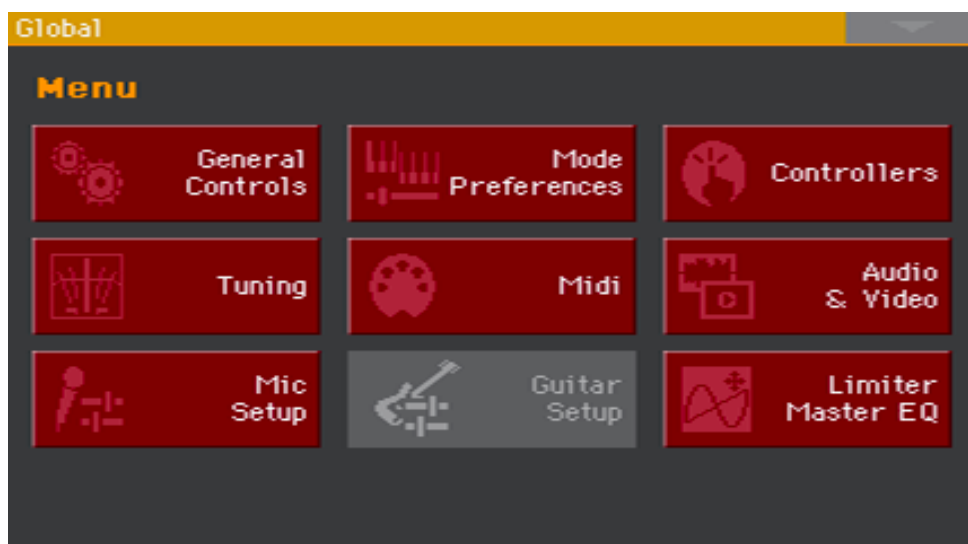 Global
Menu
General
Controls
Mode
Preferences
Controllers
Tuning
Midi
Audio
& Video
Mic
Setup
Guitar
Setup
Limiter
Master EQ